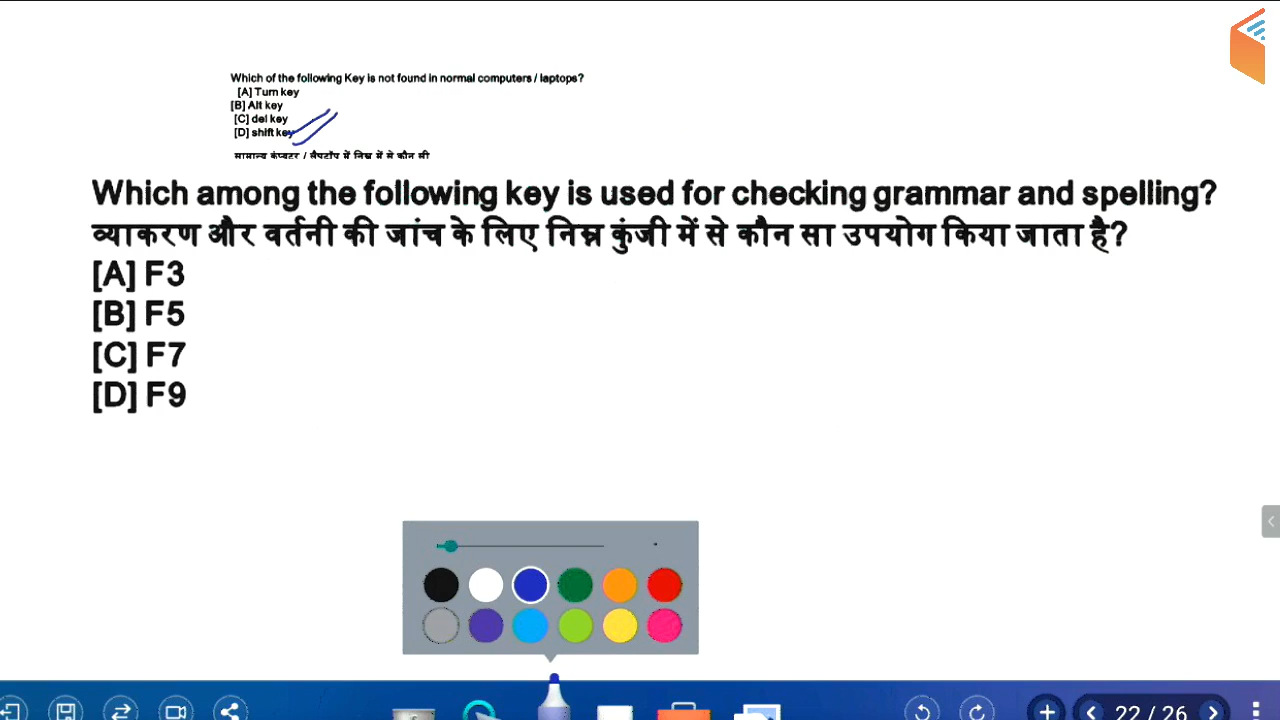 Which of the following Key is not found in normal computers / laptops?
[A] Turn key
[B] Alt key
[C] del key
[D] shift key
सामान्य कंप्यूटर / लैपटॉप में निम्न में से कौन सी
Which among the following key is used for checking grammar and spelling?
व्याकरण और वर्तनी की जांच के लिए निम्न कुंजी में से कौन सा उपयोग किया जाता है?
[A] F3
[B] F5
[C] F7
[D] F9
22 / 26